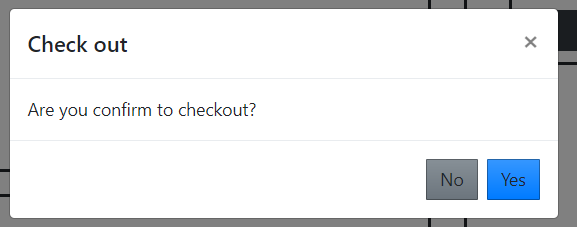 Check out
×
Are you confirm to checkout?
No
Yes